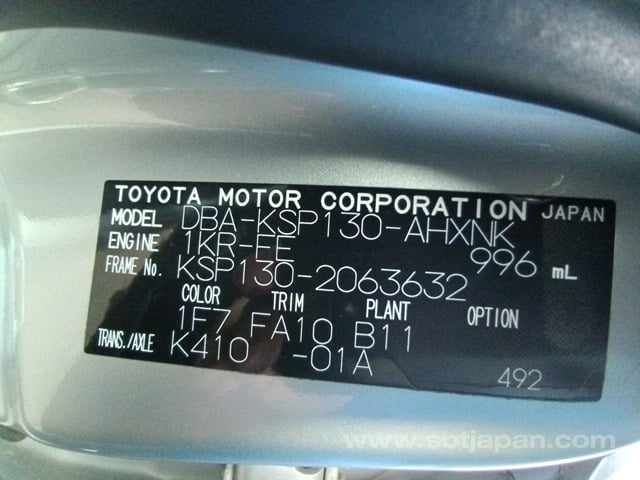 TOYOTA MOTOR CORPORATION JAPAN
MODEL DBA-KSP130-AHXNK
ENGINE 1KR-FE 996 mL
FRAME No. KSP130-2063632
COLOR TRIM PLANT OPTION
1F7 FA10 B11
TRANS./AXLE K410 -01A
492
www.sbtjapan.com